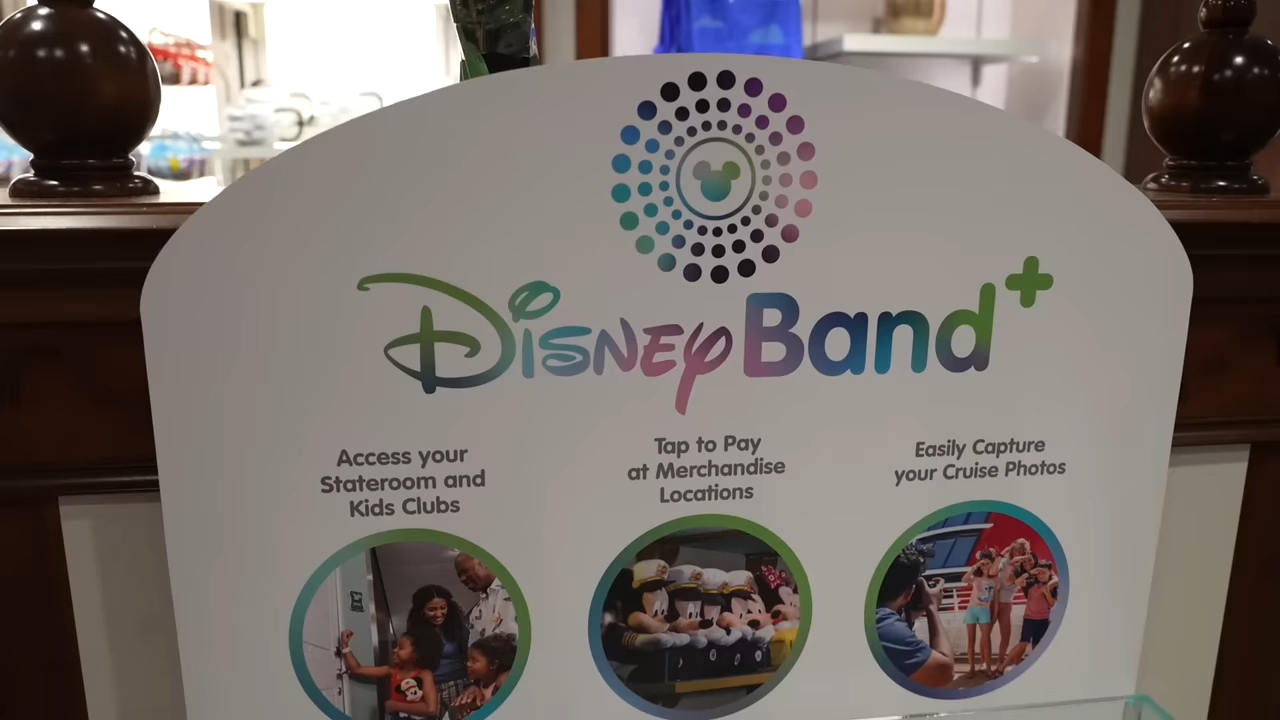 DisneyBand+
Access your
Stateroom and
Kids Clubs
Tap to Pay
at Merchandise
Locations
Easily Capture
your Cruise Photos